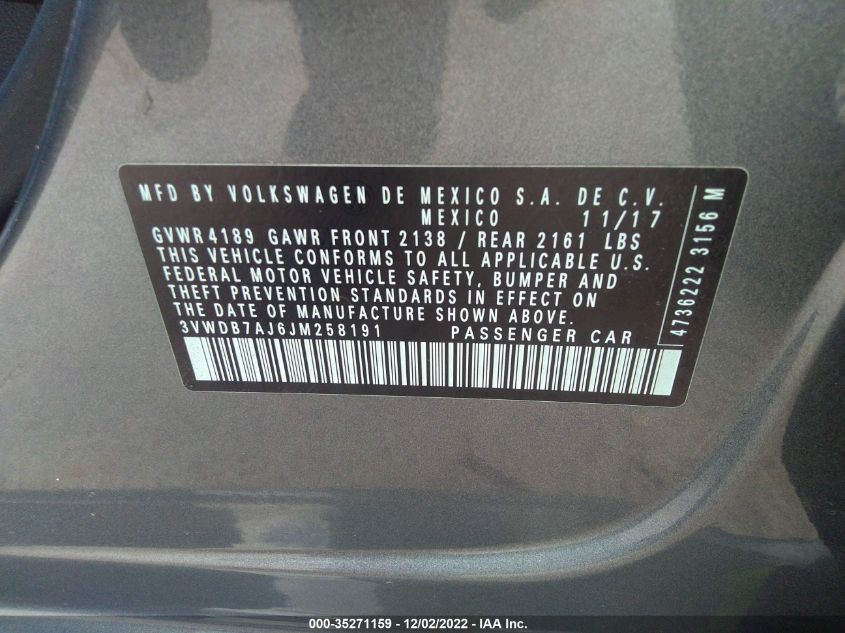 MFD BY VOLKSWAGEN DE MEXICO S.A. DE C.V.
MEXICO 11/17
GVWR 4189 GAWR FRONT 2138 / REAR 2161 LBS
THIS VEHICLE CONFORMS TO ALL APPLICABLE U.S.
FEDERAL MOTOR VEHICLE SAFETY, BUMPER AND
THEFT PREVENTION STANDARDS IN EFFECT ON
THE DATE OF MANUFACTURE SHOWN ABOVE.
3VWDB7AJ6JM258191 PASSENGER CAR
4736222 3156 M
000-35271159 - 12/02/2022 - IAA Inc.